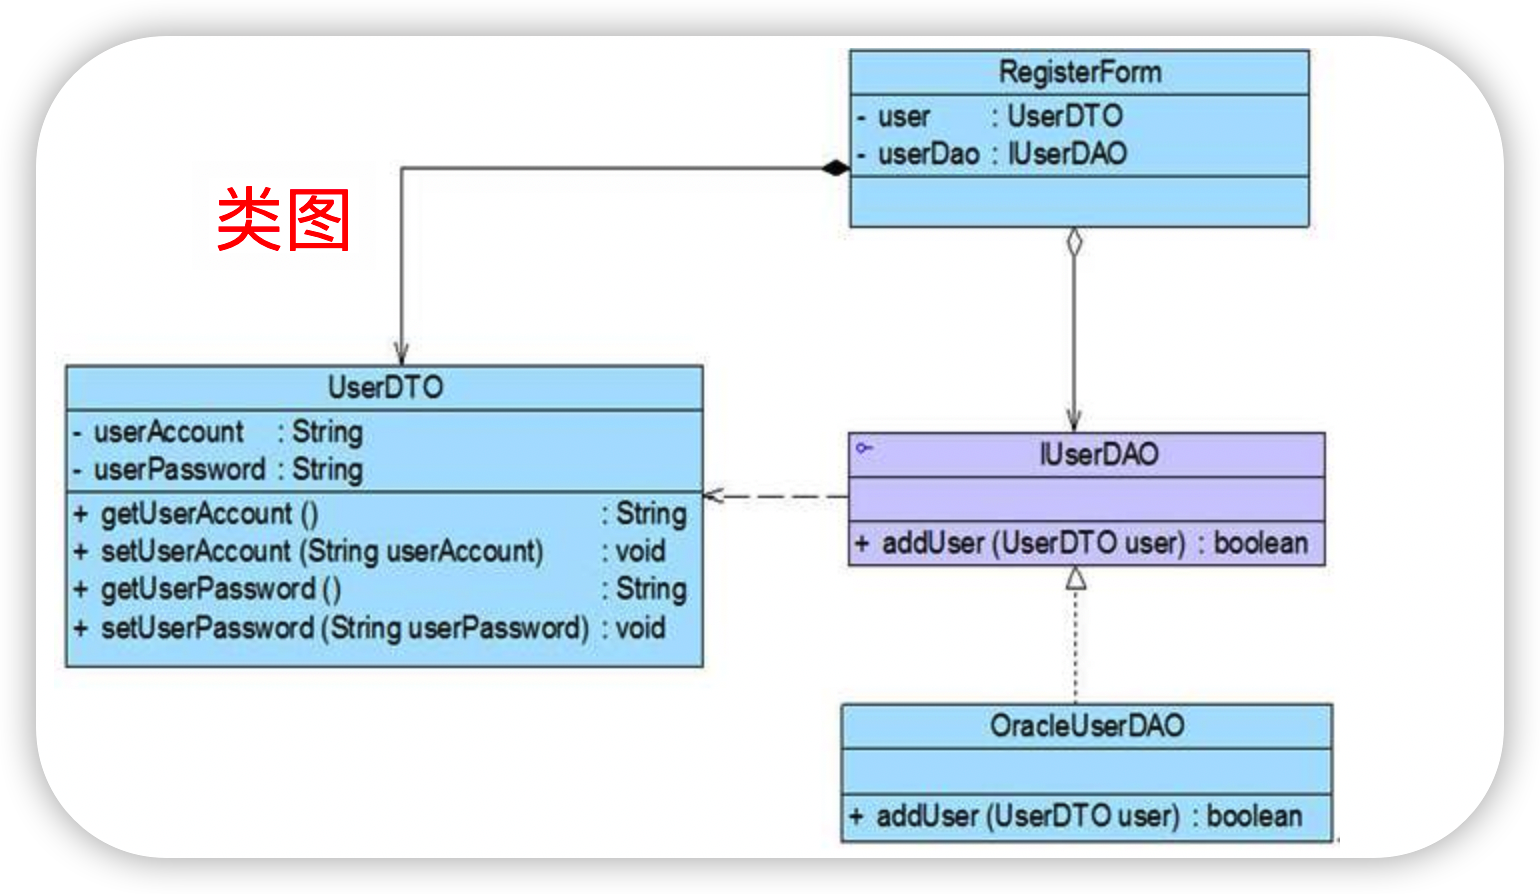 RegisterForm
- user : UserDTO
- userDao : IUserDAO
类图
UserDTO
- userAccount : String
- userPassword : String
+ getUserAccount () : String
+ setUserAccount (String userAccount) : void
+ getUserPassword () : String
+ setUserPassword (String userPassword) : void
IUserDAO
+ addUser (UserDTO user) : boolean
OracleUserDAO
+ addUser (UserDTO user) : boolean